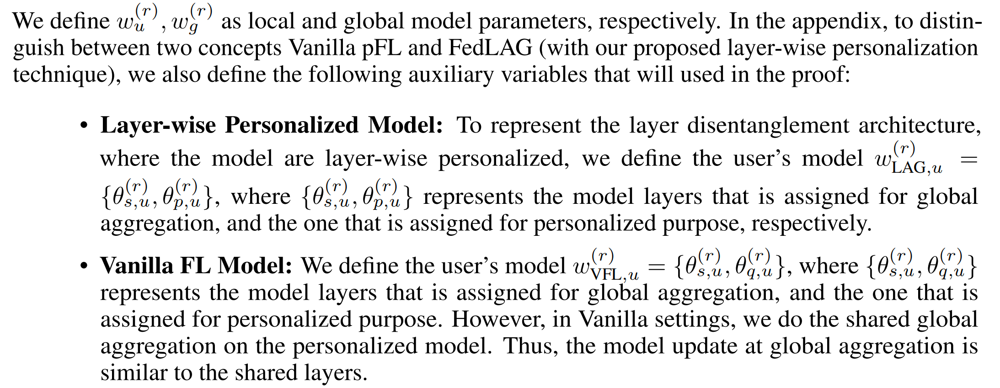 We define $w_u^{(r)}, w_g^{(r)}$ as local and global model parameters, respectively. In the appendix, to distin-
guish between two concepts Vanilla pFL and FedLAG (with our proposed layer-wise personalization
technique), we also define the following auxiliary variables that will used in the proof:
• Layer-wise Personalized Model: To represent the layer disentanglement architecture,
where the model are layer-wise personalized, we define the user's model $w_{\text{LAG},u}^{(r)} =$
$\{\theta_{s,u}^{(r)}, \theta_{p,u}^{(r)}\}$, where $\{\theta_{s,u}^{(r)}, \theta_{p,u}^{(r)}\}$ represents the model layers that is assigned for global
aggregation, and the one that is assigned for personalized purpose, respectively.
• Vanilla FL Model: We define the user's model $w_{\text{VFL},u}^{(r)} = \{\theta_{s,u}^{(r)}, \theta_{q,u}^{(r)}\}$, where $\{\theta_{s,u}^{(r)}, \theta_{q,u}^{(r)}\}$
represents the model layers that is assigned for global aggregation, and the one that is
assigned for personalized purpose. However, in Vanilla settings, we do the shared global
aggregation on the personalized model. Thus, the model update at global aggregation is
similar to the shared layers.